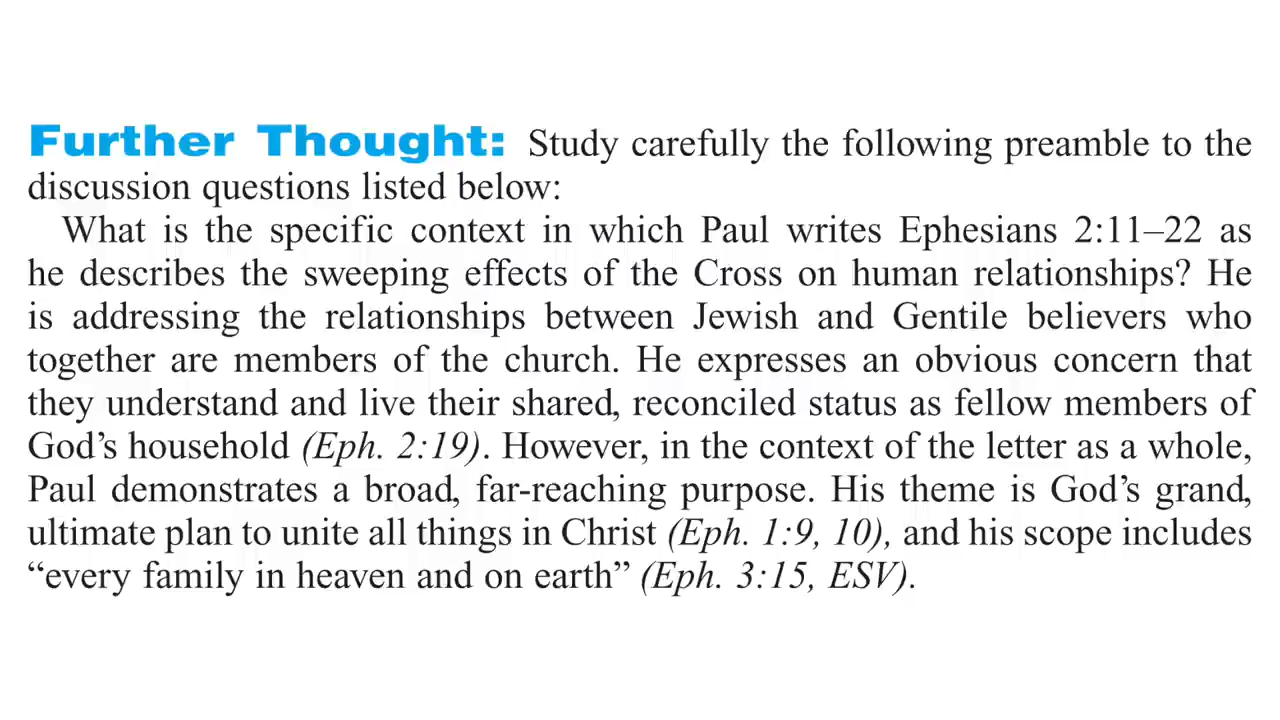 Further Thought: Study carefully the following preamble to the
discussion questions listed below:
What is the specific context in which Paul writes Ephesians 2:11–22 as
he describes the sweeping effects of the Cross on human relationships? He
is addressing the relationships between Jewish and Gentile believers who
together are members of the church. He expresses an obvious concern that
they understand and live their shared, reconciled status as fellow members of
God’s household (Eph. 2:19). However, in the context of the letter as a whole,
Paul demonstrates a broad, far-reaching purpose. His theme is God’s grand,
ultimate plan to unite all things in Christ (Eph. 1:9, 10), and his scope includes
“every family in heaven and on earth” (Eph. 3:15, ESV).